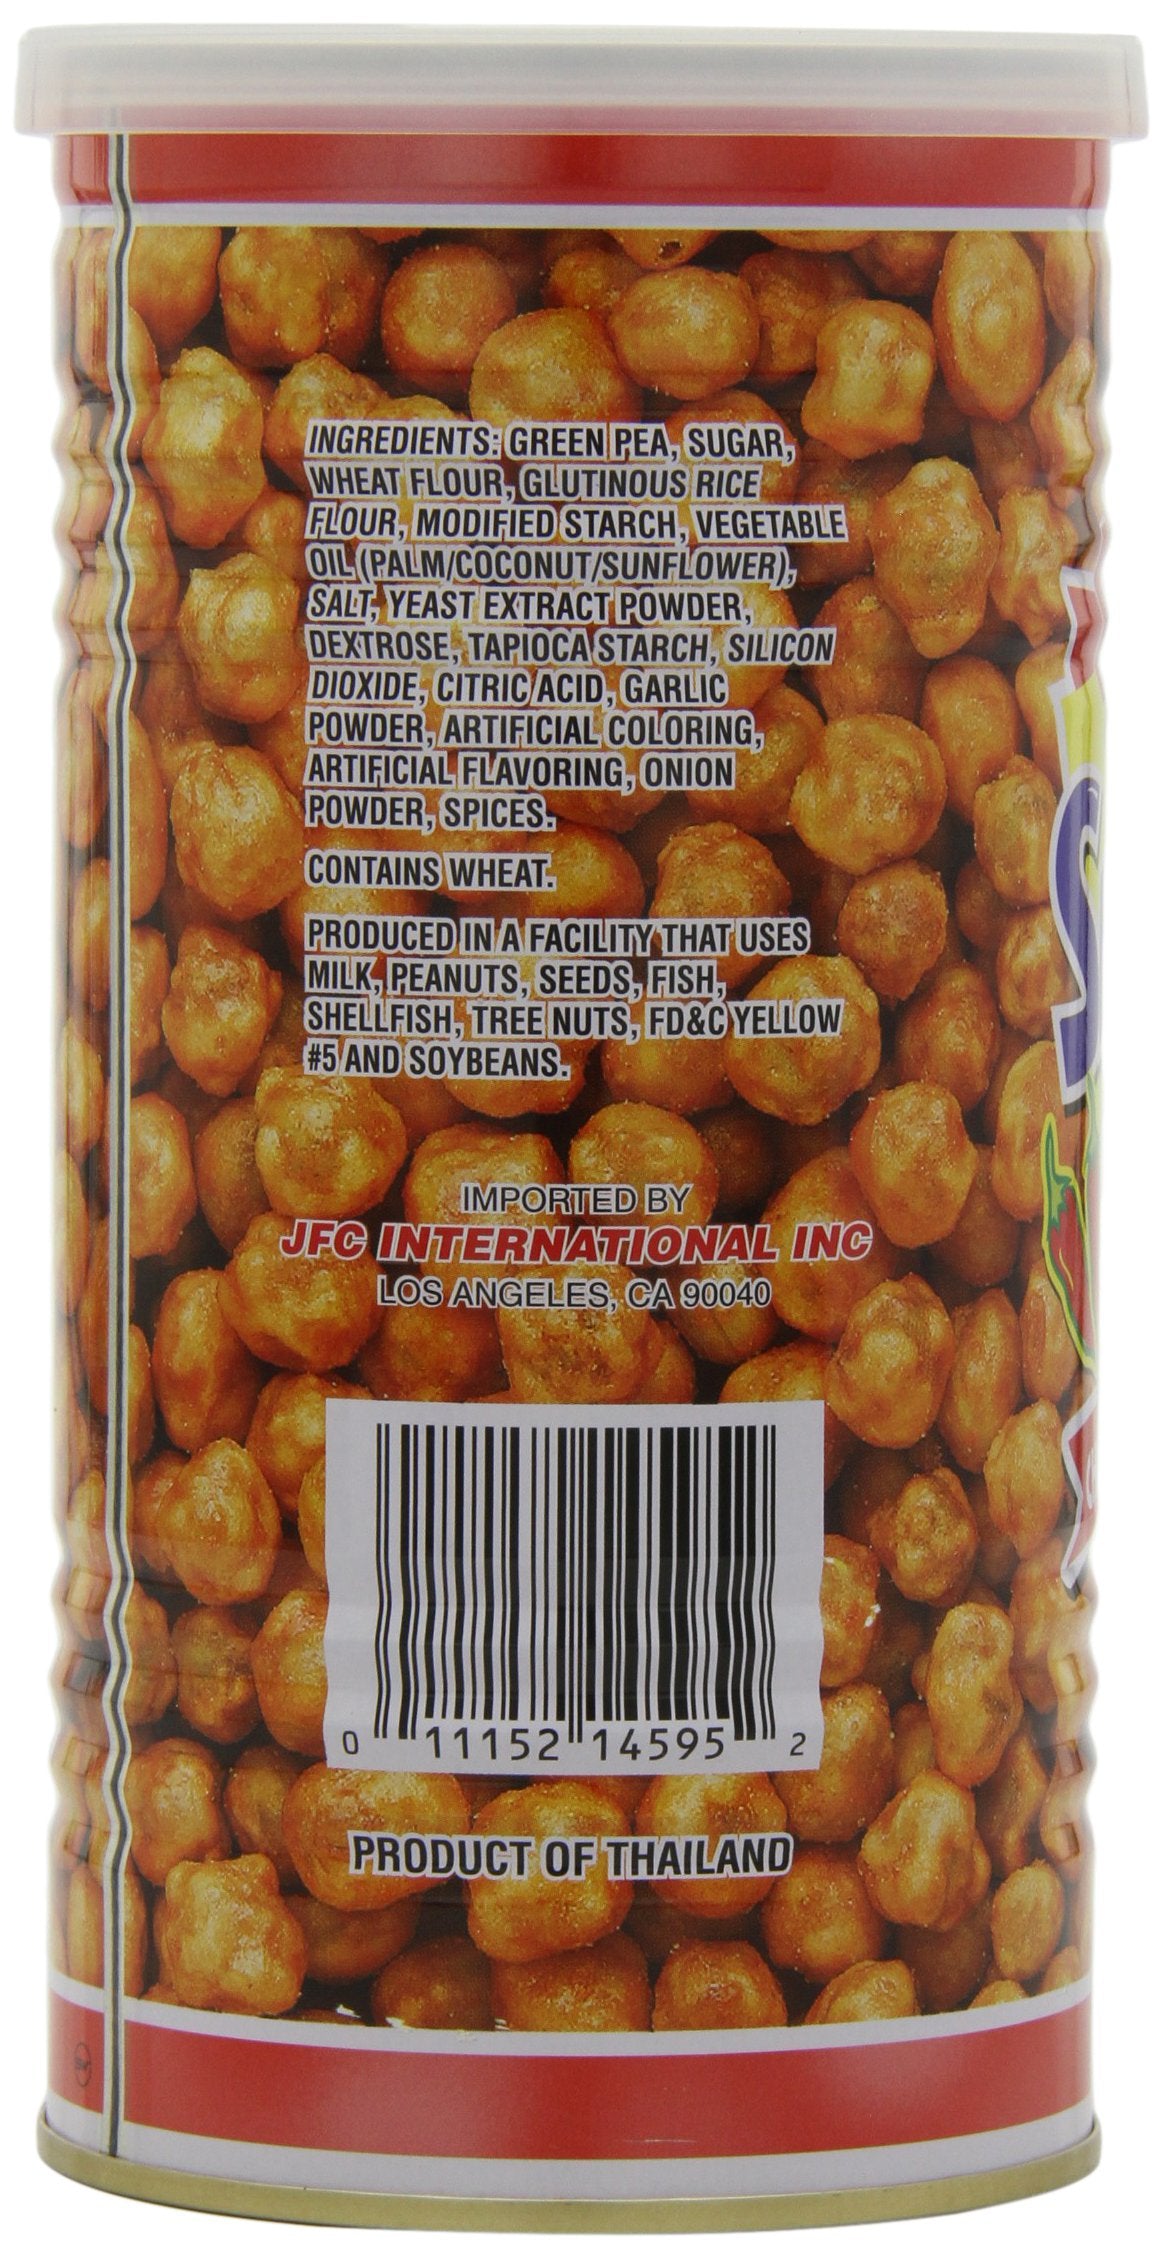 INGREDIENTS: GREEN PEA, SUGAR,
WHEAT FLOUR, GLUTINOUS RICE
FLOUR, MODIFIED STARCH, VEGETABLE
OIL (PALM/COCONUT/SUNFLOWER),
SALT, YEAST EXTRACT POWDER,
DEXTROSE, TAPIOCA STARCH, SILICON
DIOXIDE, CITRIC ACID, GARLIC
POWDER, ARTIFICIAL COLORING,
ARTIFICIAL FLAVORING, ONION
POWDER, SPICES.
CONTAINS WHEAT.
PRODUCED IN A FACILITY THAT USES
MILK, PEANUTS, SEEDS, FISH,
SHELLFISH, TREE NUTS, FD&C YELLOW
#5 AND SOYBEANS.
IMPORTED BY
JFC INTERNATIONAL INC
LOS ANGELES, CA 90040
0 11152 14595 2
PRODUCT OF THAILAND